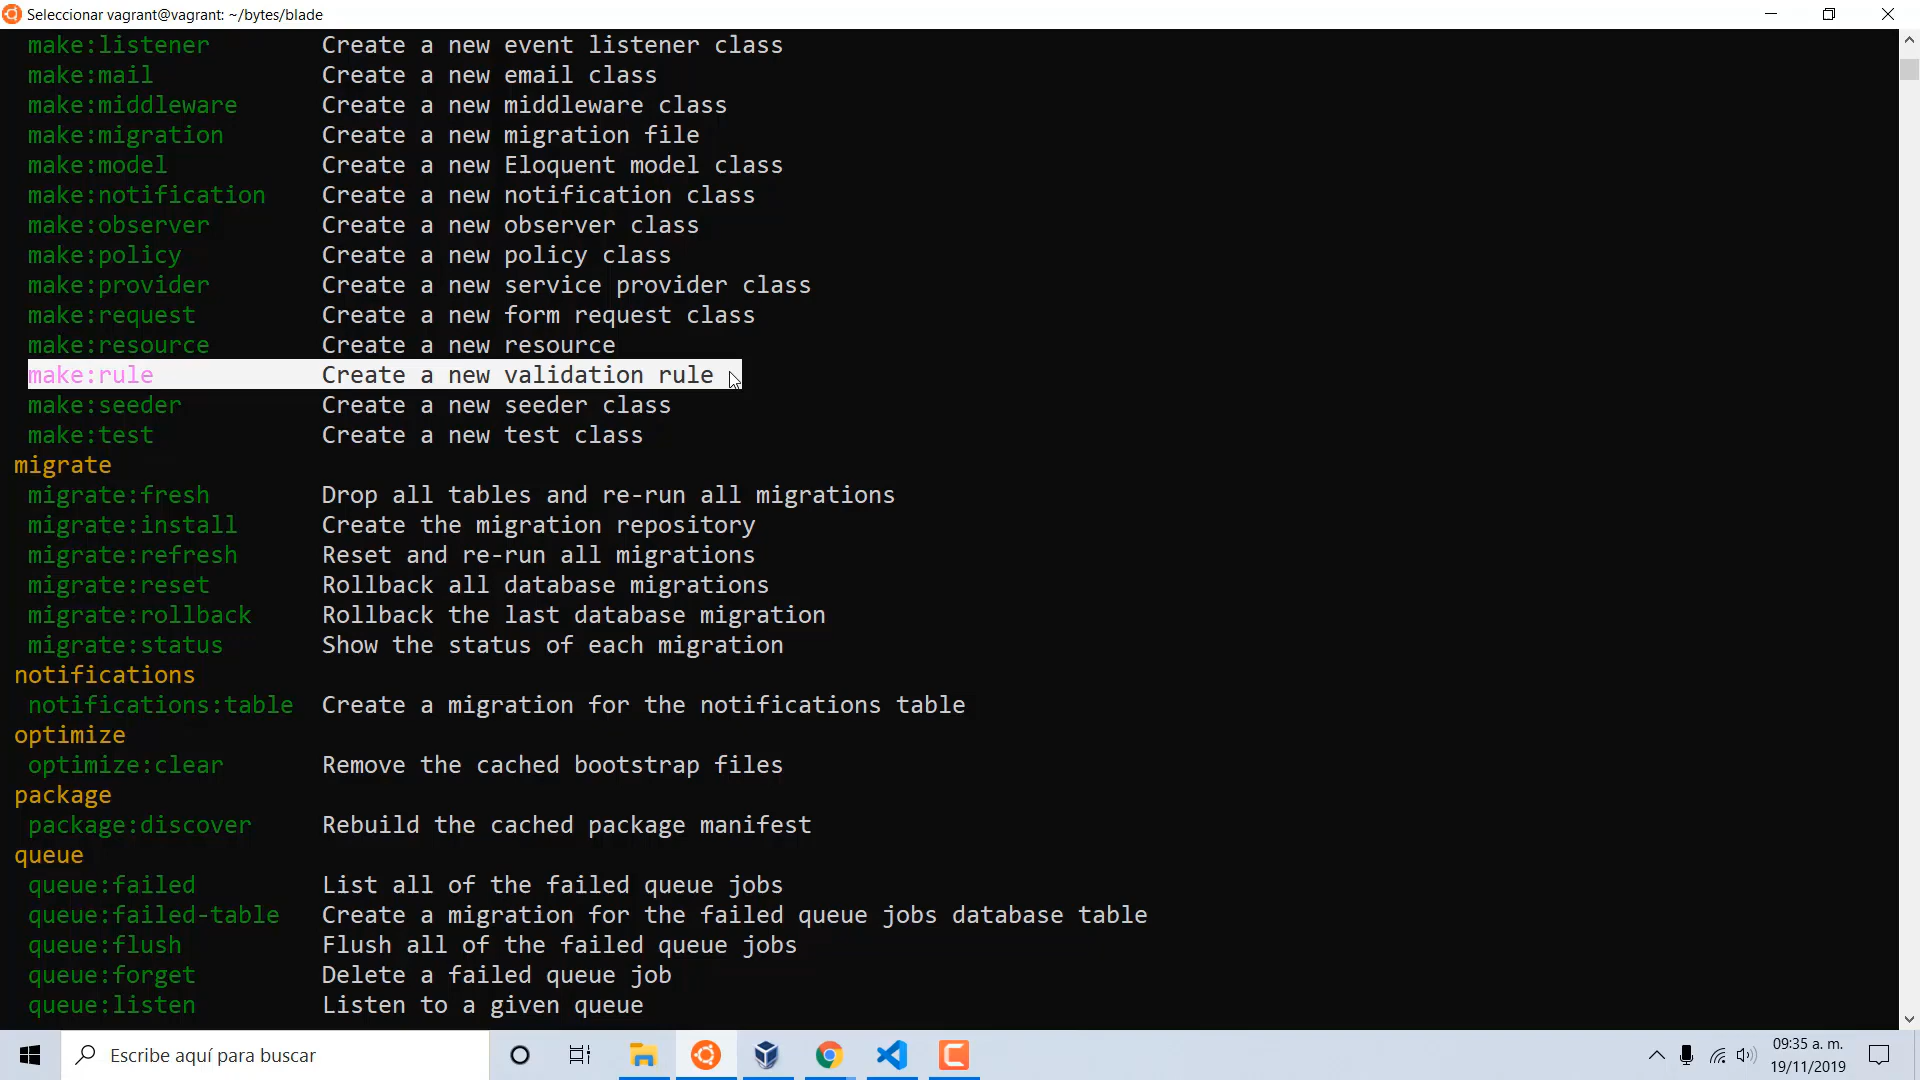 Seleccionar vagrant@vagrant: ~/bytes/blade
make:listener Create a new event listener class
make:mail Create a new email class
make:middleware Create a new middleware class
make:migration Create a new migration file
make:model Create a new Eloquent model class
make:notification Create a new notification class
make:observer Create a new observer class
make:policy Create a new policy class
make:provider Create a new service provider class
make:request Create a new form request class
make:resource Create a new resource
make:rule Create a new validation rule
make:seeder Create a new seeder class
make:test Create a new test class
migrate
migrate:fresh Drop all tables and re-run all migrations
migrate:install Create the migration repository
migrate:refresh Reset and re-run all migrations
migrate:reset Rollback all database migrations
migrate:rollback Rollback the last database migration
migrate:status Show the status of each migration
notifications
notifications:table Create a migration for the notifications table
optimize
optimize:clear Remove the cached bootstrap files
package
package:discover Rebuild the cached package manifest
queue
queue:failed List all of the failed queue jobs
queue:failed-table Create a migration for the failed queue jobs database table
queue:flush Flush all of the failed queue jobs
queue:forget Delete a failed queue job
queue:listen Listen to a given queue
Escribe aquí para buscar
09:35 a. m.
19/11/2019